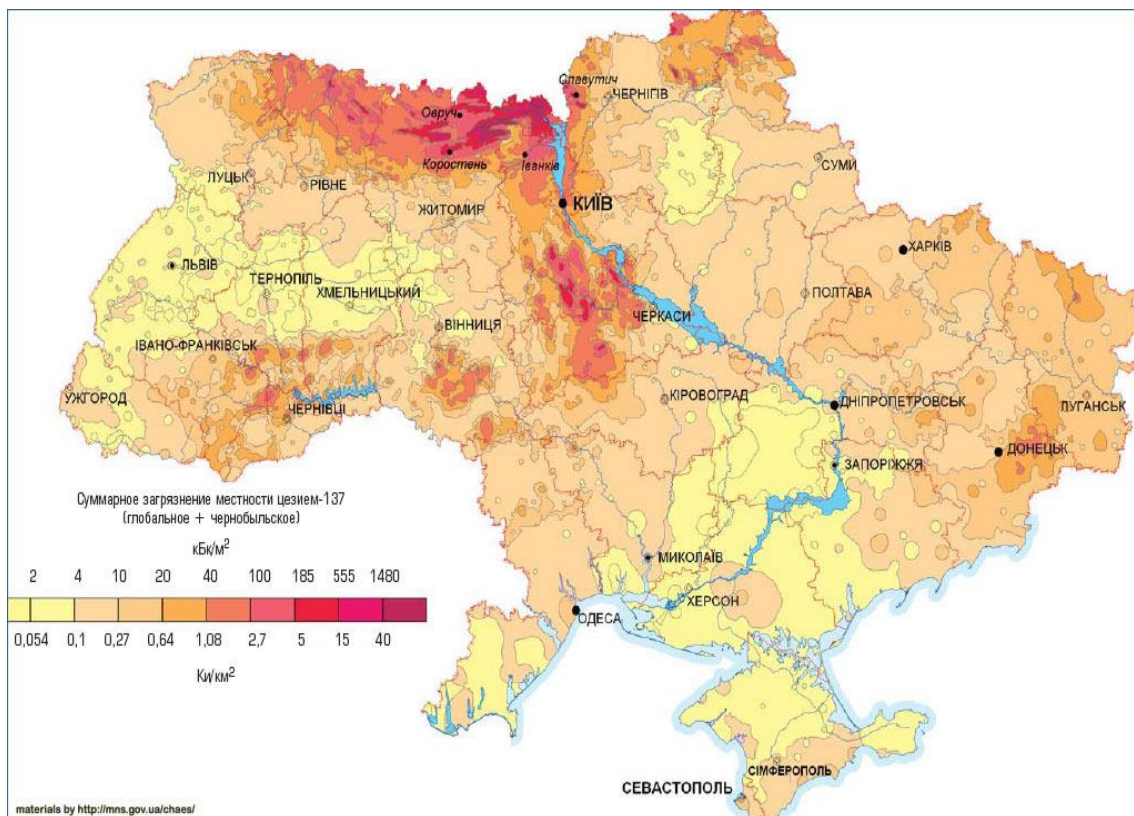 Славутич
ЧЕРНІГІВ
Овруч
Коростень
Іванків
СУМИ
ЛУЦЬК
РІВНЕ
КИЇВ
ЖИТОМИР
ХАРКІВ
ЛЬВІВ
ТЕРНОПІЛЬ
ХМЕЛЬНИЦЬКИЙ
ПОЛТАВА
ЧЕРКАСИ
ВІННИЦЯ
ІВАНО-ФРАНКІВСЬК
УЖГОРОД
ЧЕРНІВЦІ
КІРОВОГРАД
ДНІПРОПЕТРОВСЬК
ЛУГАНСЬК
ДОНЕЦЬК
ЗАПОРІЖЖЯ
Суммарное загрязнение местности цезием-137
(глобальное + чернобыльское)
кБк/м²
2 4 10 20 40 100 185 555 1480
0,054 0,1 0,27 0,64 1,08 2,7 5 15 40
Ки/км²
МИКОЛАЇВ
ХЕРСОН
ОДЕСА
СІМФЕРОПОЛЬ
СЕВАСТОПОЛЬ
materials by http://mns.gov.ua/chaes/